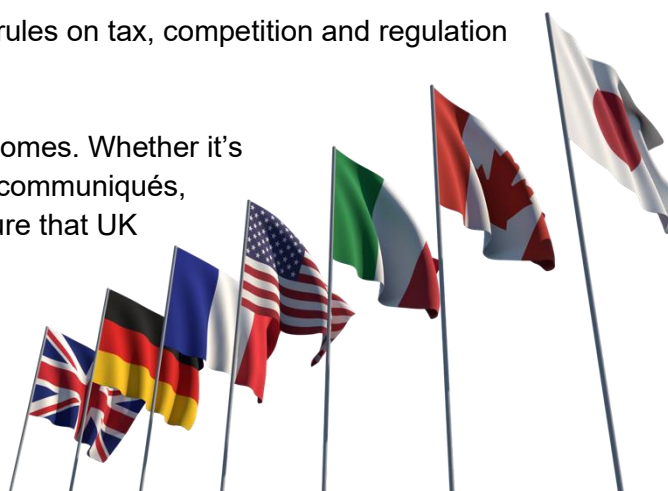 rules on tax, competition and regulation
omes. Whether it’s
communiqués,
ure that UK